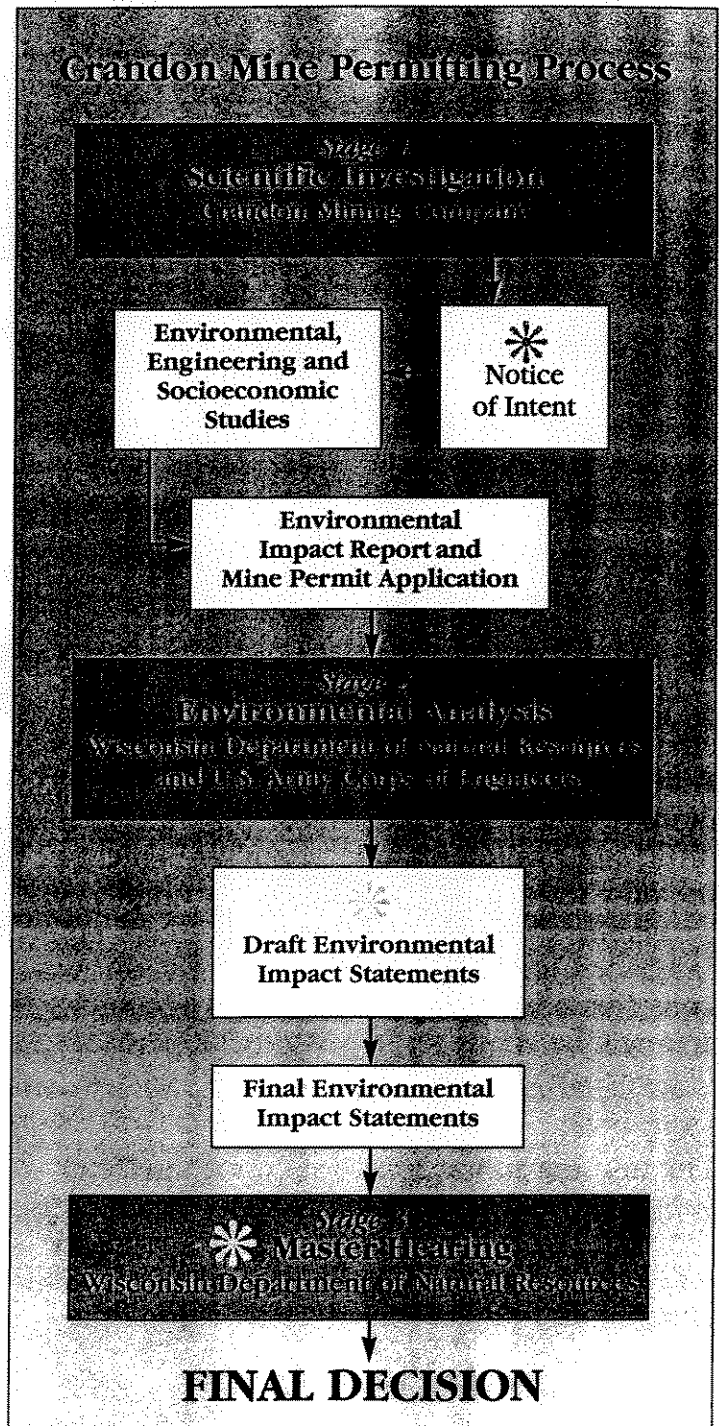 Crandon Mine Permitting Process
Stage 1
Scientific Investigation
Crandon Mining Company
Environmental,
Engineering and
Socioeconomic
Studies
Notice
of Intent
Environmental
Impact Report and
Mine Permit Application
Stage 2
Environmental Analysis
Wisconsin Department of Natural Resources
and U.S. Army Corps of Engineers
Draft Environmental
Impact Statements
Final Environmental
Impact Statements
Stage 3
Master Hearing
Wisconsin Department of Natural Resources
FINAL DECISION